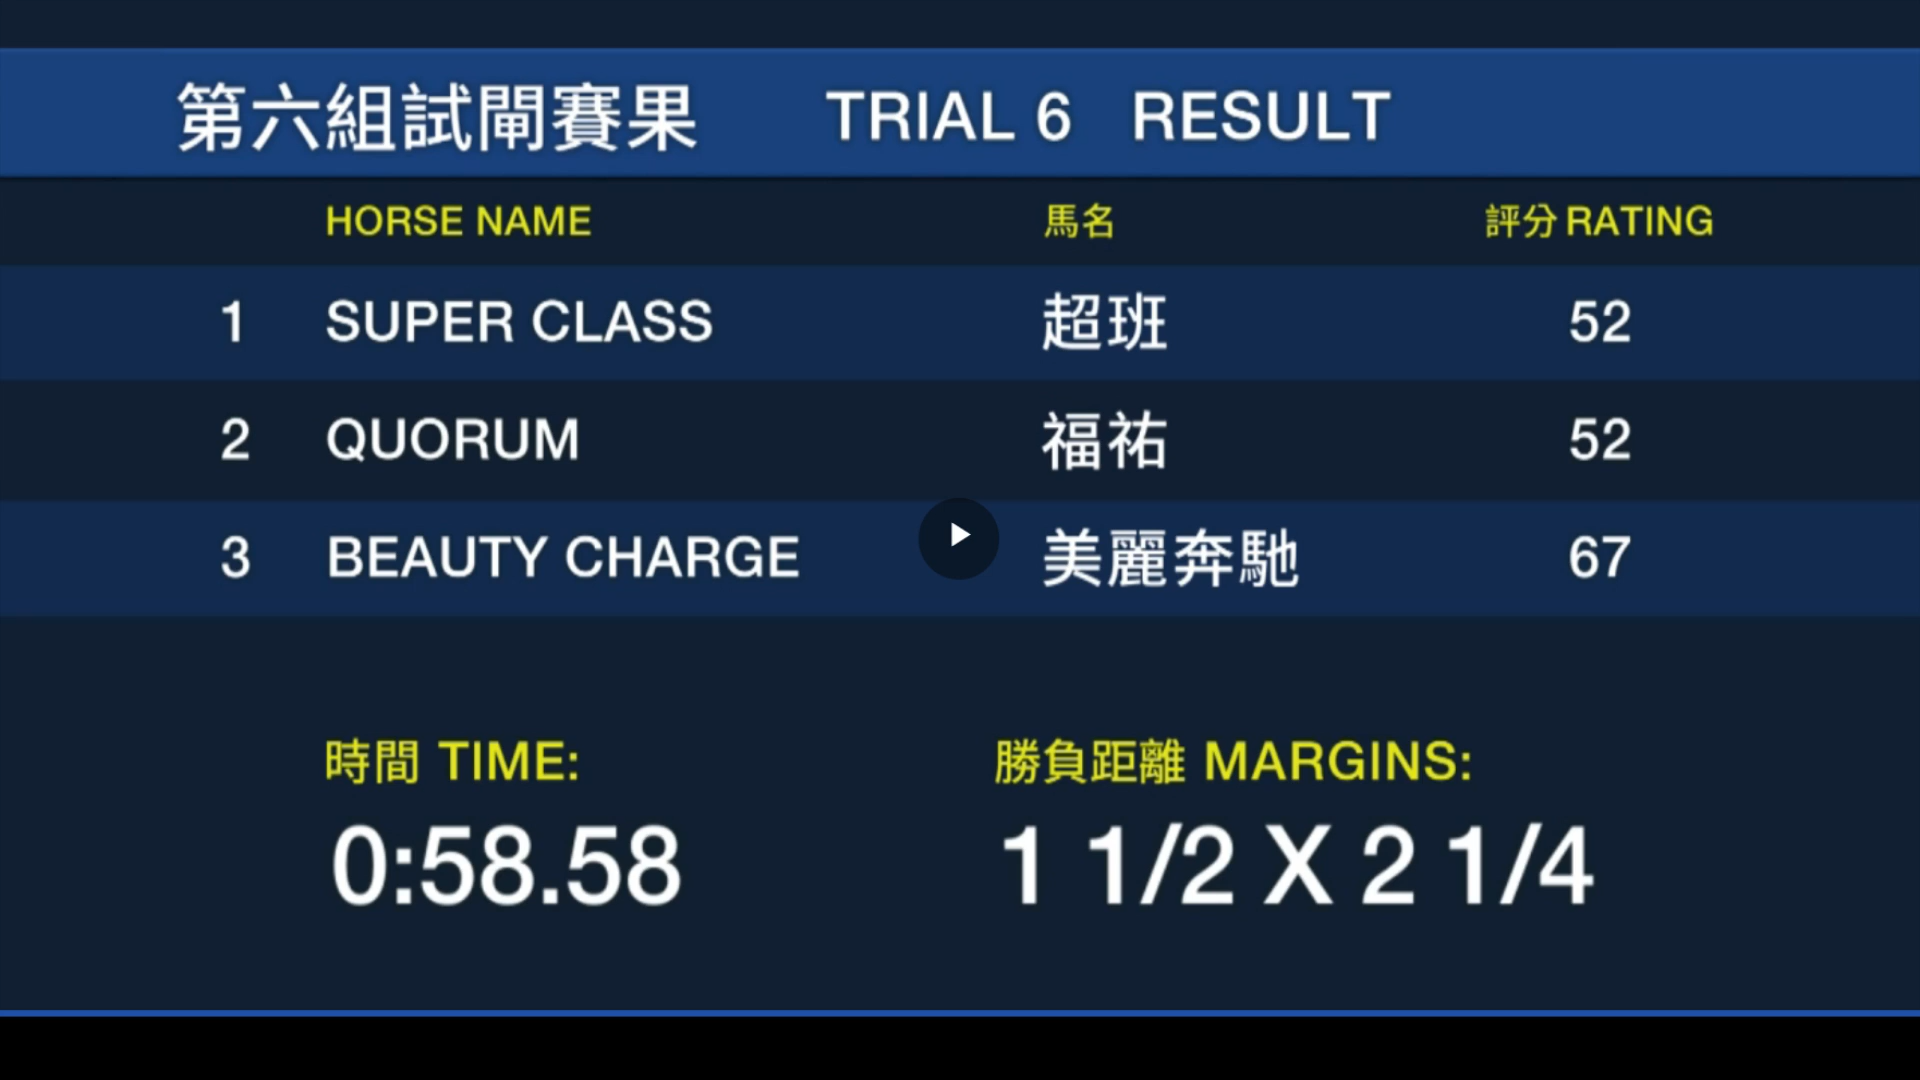 第六組試閘賽果 TRIAL 6 RESULT
HORSE NAME 馬名 評分 RATING
1 SUPER CLASS 超班 52
2 QUORUM 福祐 52
3 BEAUTY CHARGE 美麗奔馳 67
時間 TIME: 勝負距離 MARGINS:
0:58.58 1 1/2 X 2 1/4